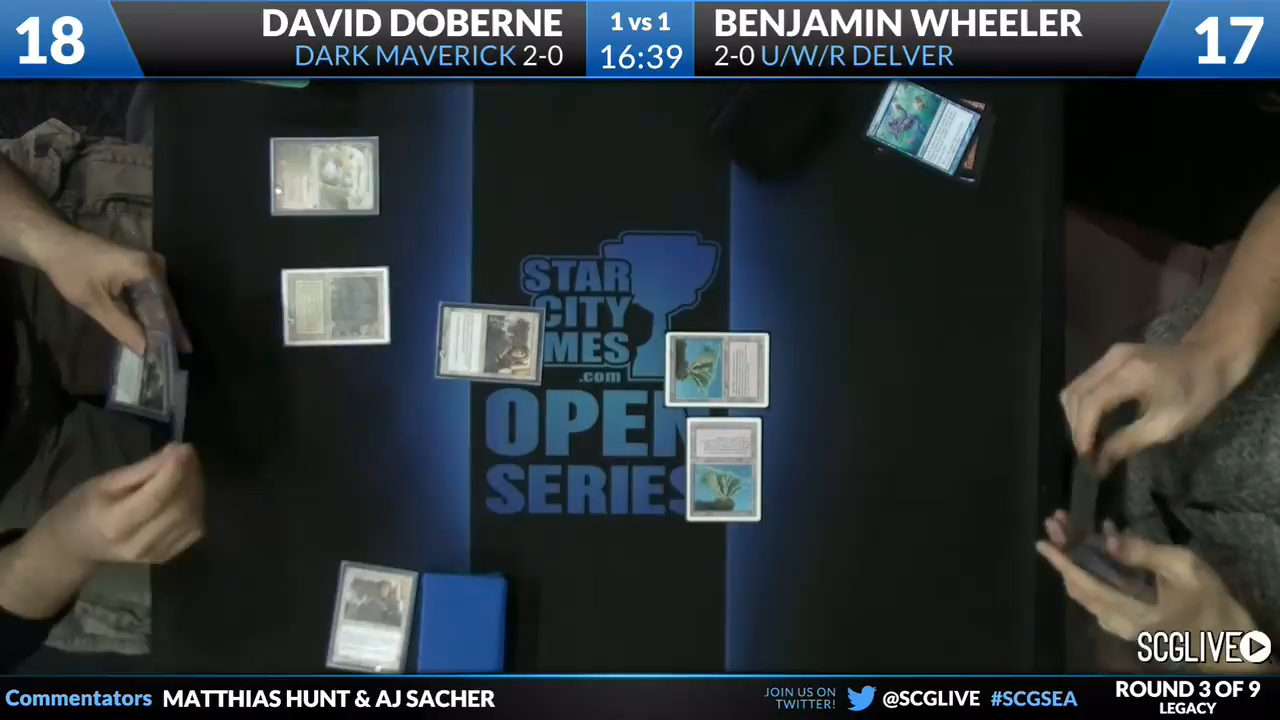 18
DAVID DOBERNE
DARK MAVERICK 2-0
1 vs 1
16:39
BENJAMIN WHEELER
2-0 U/W/R DELVER
17
STAR
CITY
.com
OPEN
SERIES
SCGLIVE
Commentators MATTHIAS HUNT & AJ SACHER
JOIN US ON
TWITTER!
@SCGLIVE #SCGSEA
ROUND 3 OF 9
LEGACY